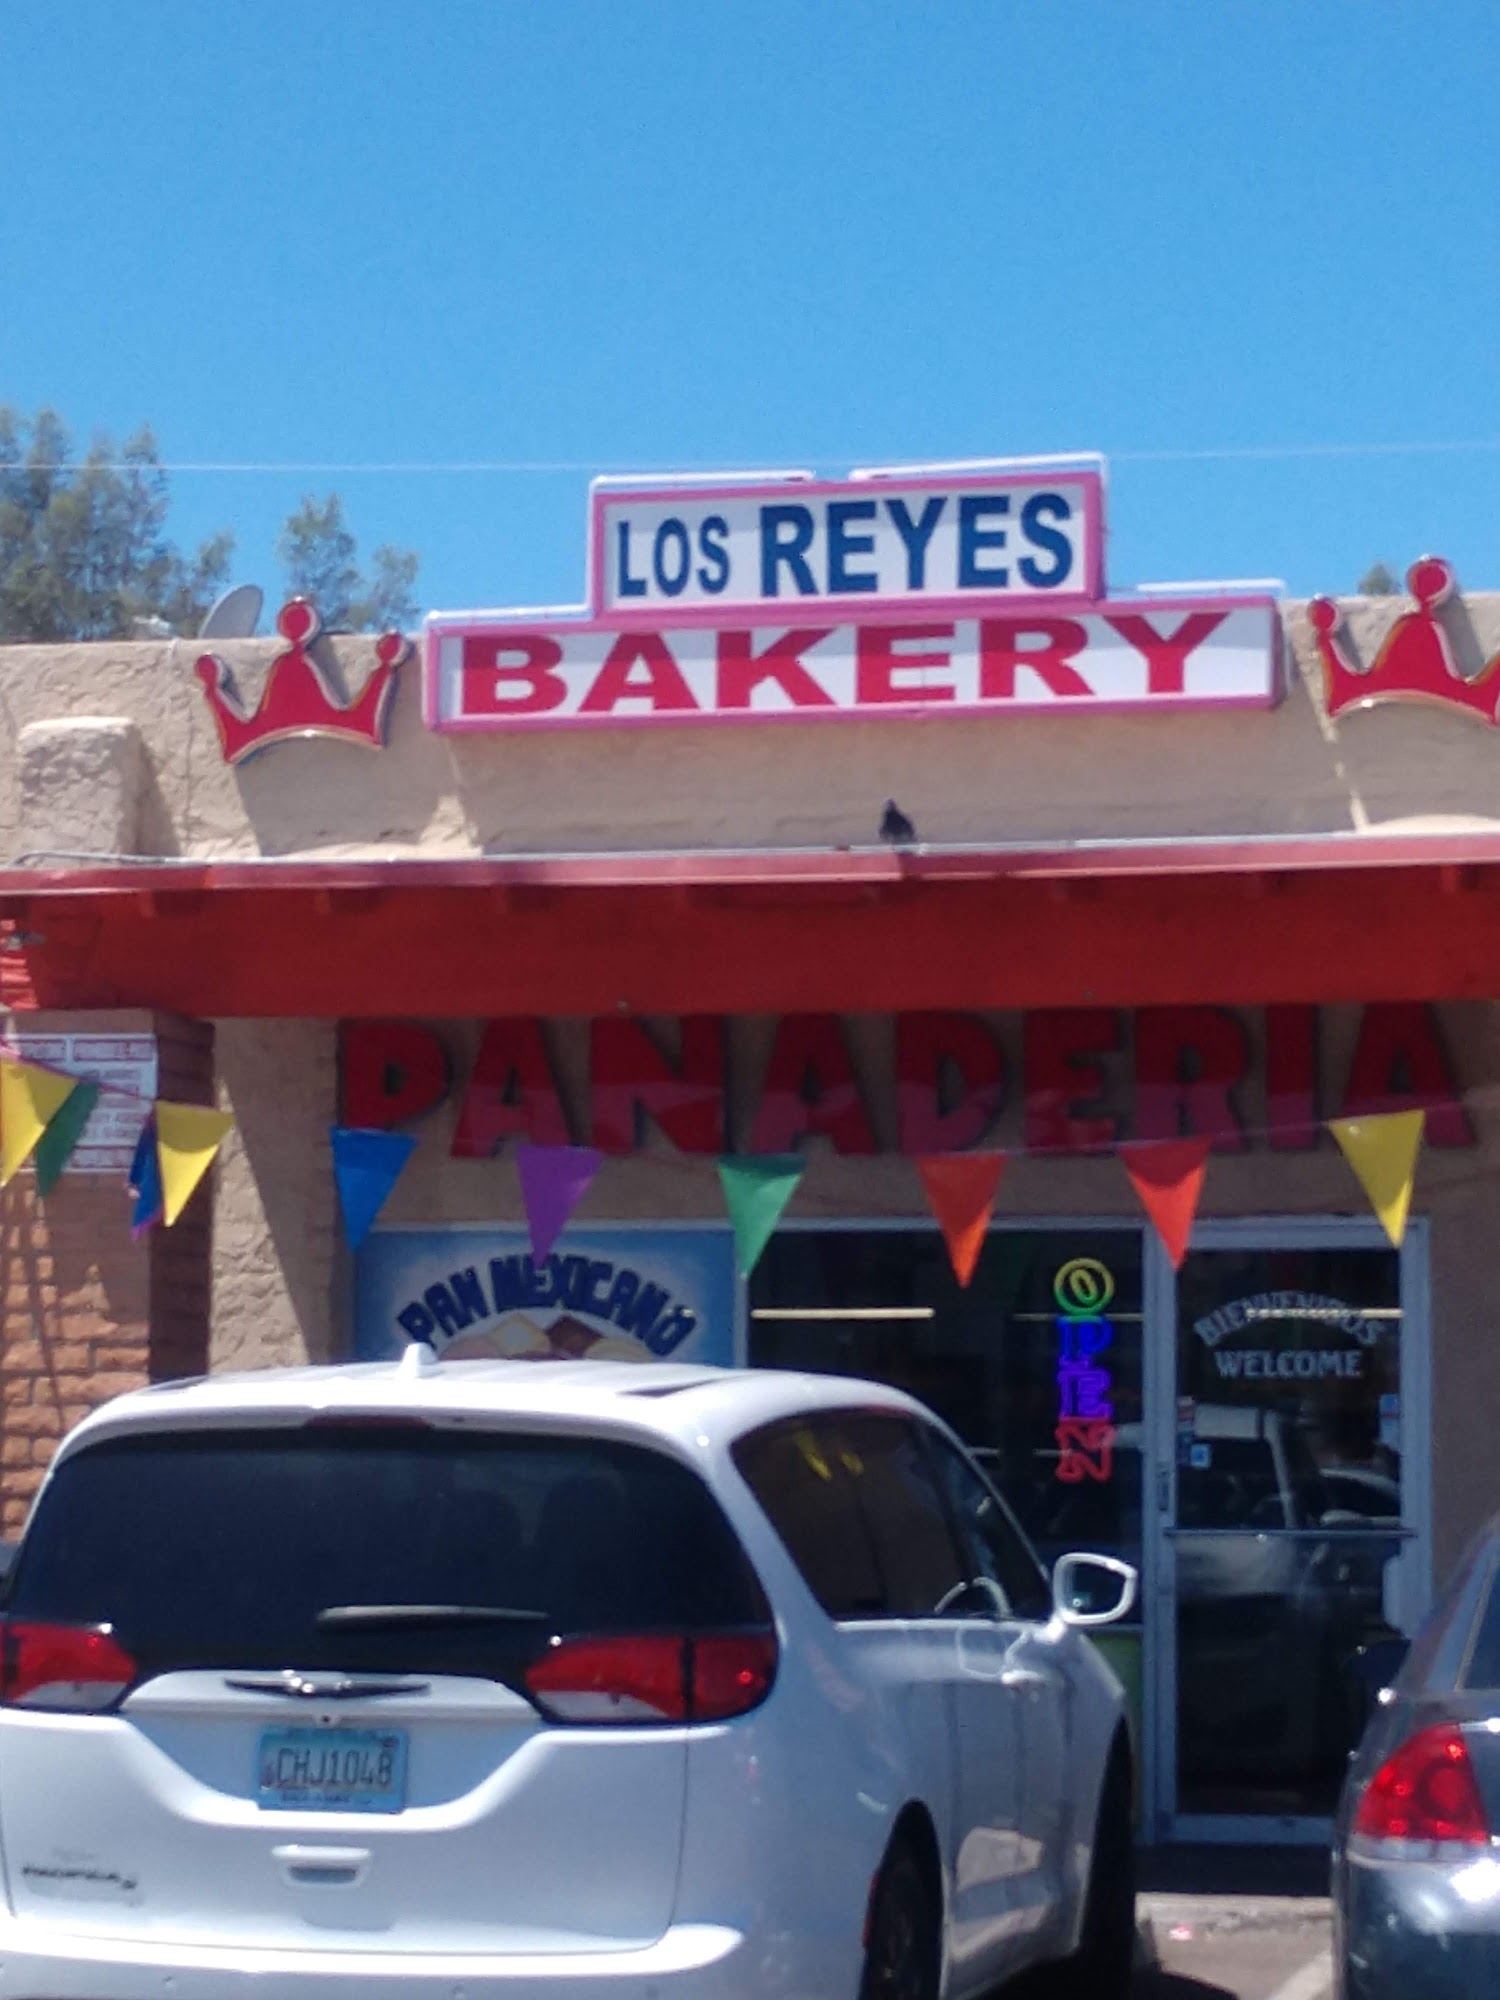 LOS REYES
BAKERY
PANADERIA
PAN MEXICANO
OPEN
BIENVENIDOS
WELCOME
CHJ1048